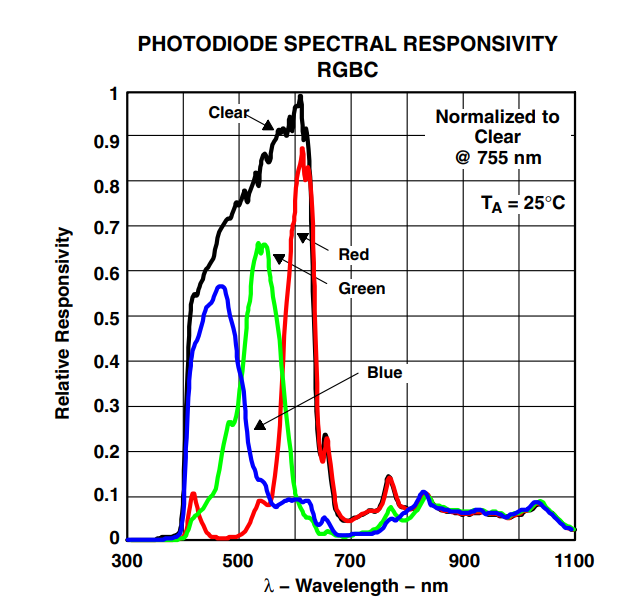 PHOTODIODE SPECTRAL RESPONSIVITY
RGBC
1
0.9
0.8
0.7
0.6
0.5
0.4
0.3
0.2
0.1
0
Relative Responsivity
Clear
Normalized to
Clear
@ 755 nm
TA = 25°C
Red
Green
Blue
300
500
700
900
1100
λ – Wavelength – nm